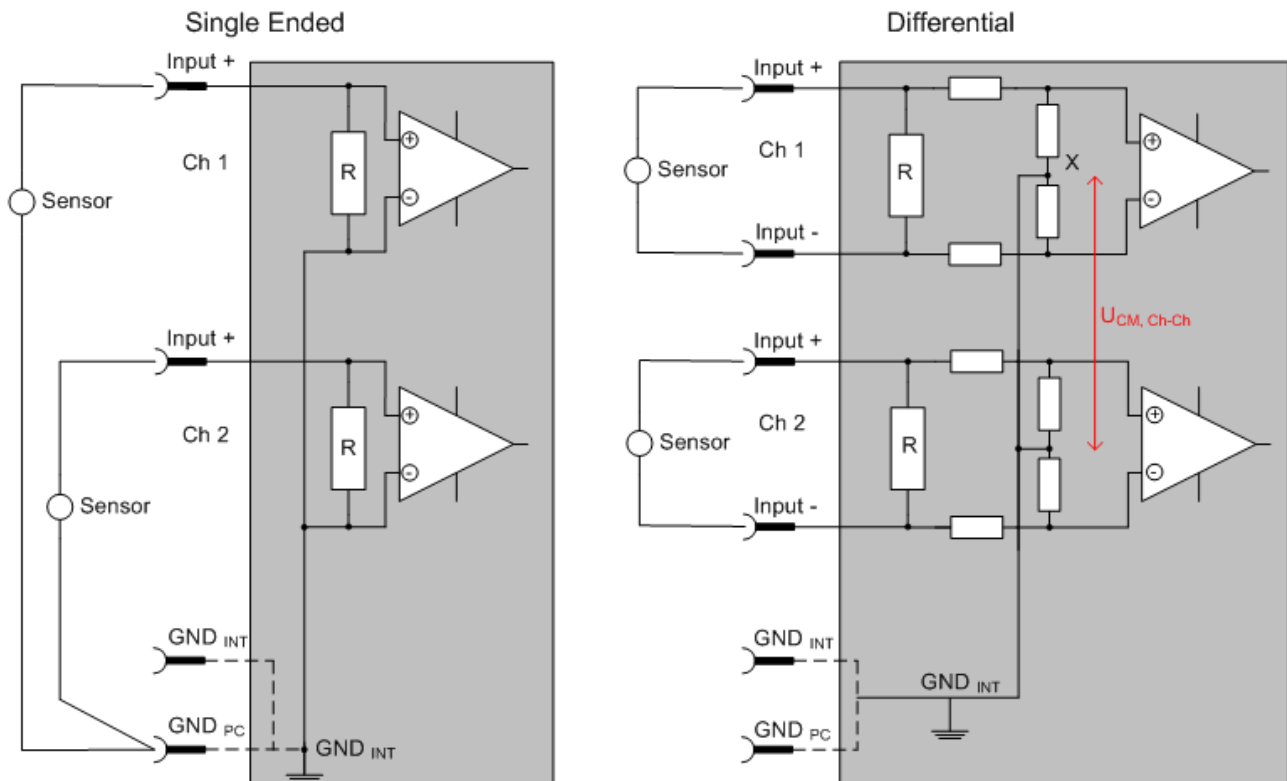 Single Ended
Input +
Ch 1
R
+
-
Sensor
Input +
Ch 2
R
+
-
Sensor
GND INT
GND PC
GND INT
Differential
Input +
Ch 1
Sensor
R
X
+
-
Input -
U CM, Ch-Ch
Input +
Ch 2
Sensor
R
+
-
Input -
GND INT
GND INT
GND PC